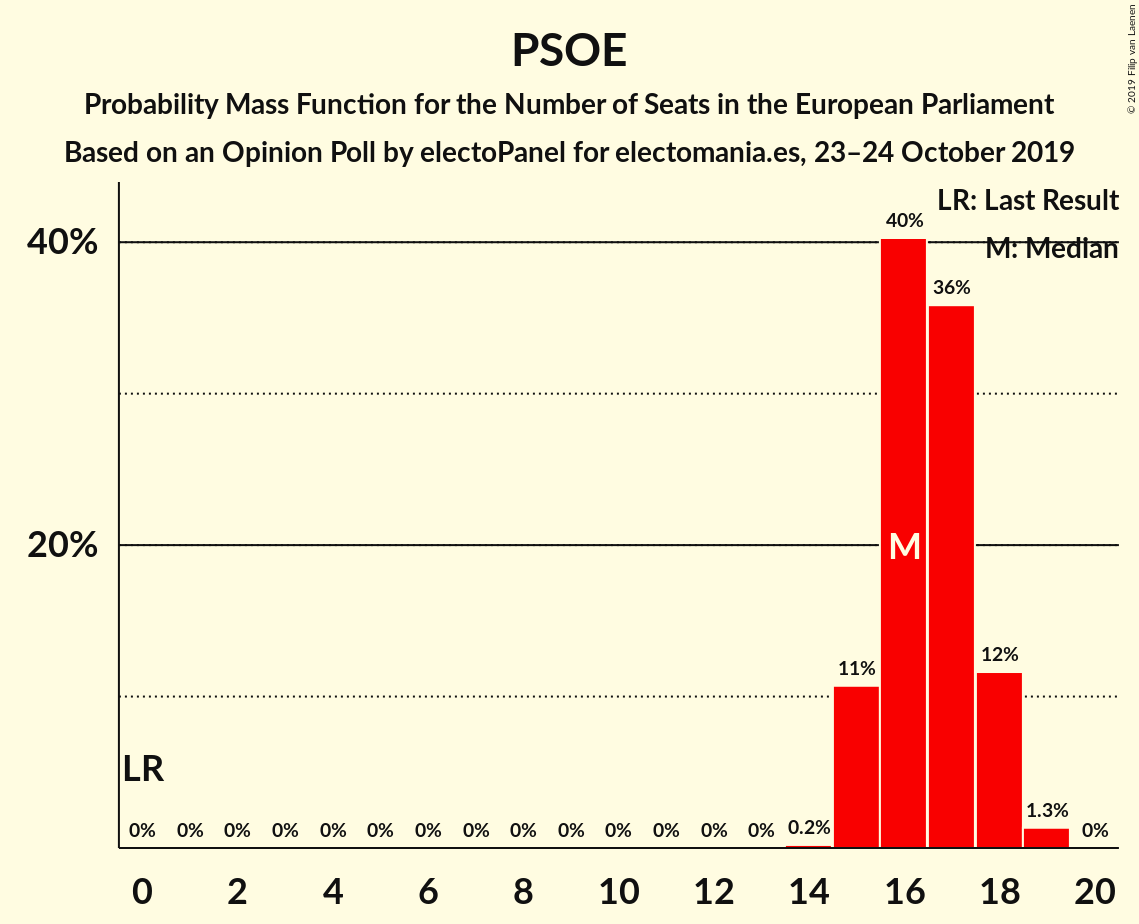 PSOE
Probability Mass Function for the Number of Seats in the European Parliament
Based on an Opinion Poll by electoPanel for electomania.es, 23–24 October 2019
© 2019 Filip van Laenen
LR: Last Result
M: Median
40%
20%
40%
36%
M
11%
12%
LR
0% 0% 0% 0% 0% 0% 0% 0% 0% 0% 0% 0% 0% 0% 0.2% 1.3% 0%
0 2 4 6 8 10 12 14 16 18 20